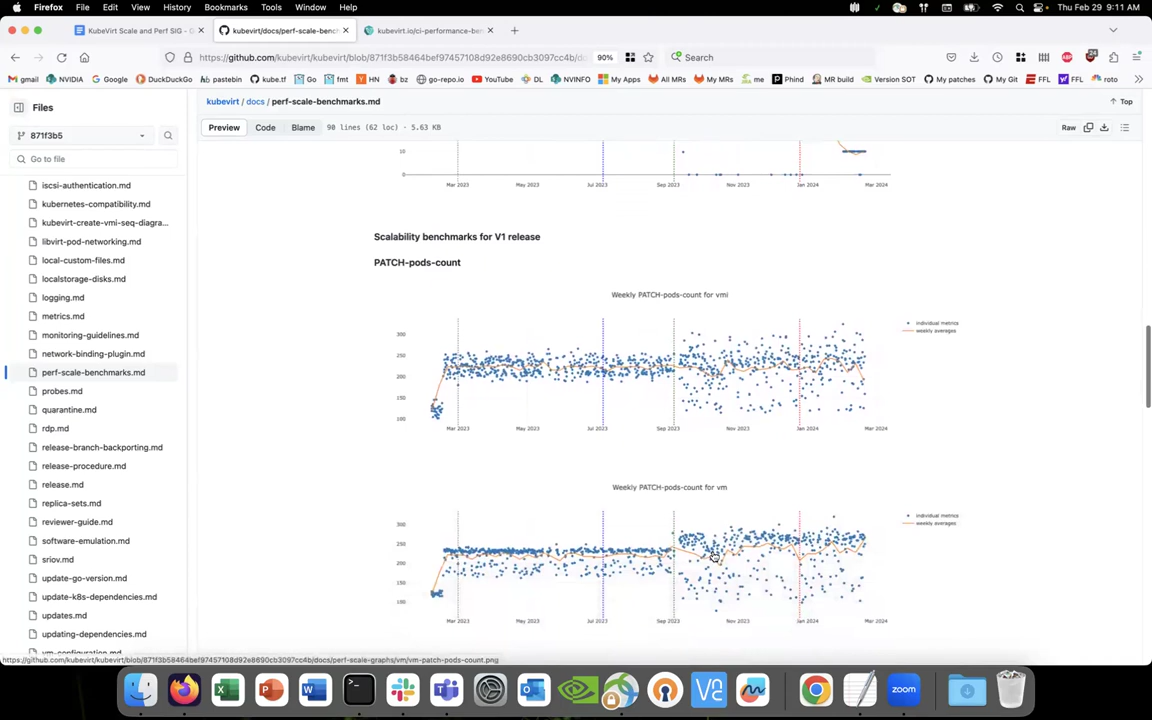 Firefox File Edit View History Bookmarks Tools Window Help Thu Feb 29 9:11 AM
KubeVirt Scale and Perf SIG - kubevirt/docs/perf-scale-bench kubevirt.io/ci-performance-ben
https://github.com/kubevirt/kubevirt/blob/871f3b58464bef97457108d92e8690cb3177cc4b/dc 90% Search
gmail NVIDIA Google DuckDuckGo pastebin kube.tf Go fmt HN bz go-repo.io YouTube DL NVINFO My Apps All MRs My MRs me Phind MR build Version SOT My patches My Git FFL FFL roto
Files
871f3b5
Go to file
iscsi-authentication.md
kubernetes-compatibility.md
kubevirt-create-vmi-seq-diagra...
libvirt-pod-networking.md
local-custom-files.md
localstorage-disks.md
logging.md
metrics.md
monitoring-guidelines.md
network-binding-plugin.md
perf-scale-benchmarks.md
probes.md
quarantine.md
rdp.md
release-branch-backporting.md
release-procedure.md
release.md
replica-sets.md
reviewer-guide.md
software-emulation.md
sriov.md
update-go-version.md
update-k8s-dependencies.md
updates.md
updating-dependencies.md
vm-configuration.md
kubevirt / docs / perf-scale-benchmarks.md Top
Preview Code Blame 90 lines (62 loc) · 5.63 KB Raw
10
0
Mar 2023 May 2023 Jul 2023 Sep 2023 Nov 2023 Jan 2024 Mar 2024
Scalability benchmarks for V1 release
PATCH-pods-count
Weekly PATCH-pods-count for vmi
individual metrics
weekly averages
300
250
200
150
100
Mar 2023 May 2023 Jul 2023 Sep 2023 Nov 2023 Jan 2024 Mar 2024
Weekly PATCH-pods-count for vm
individual metrics
weekly averages
300
250
200
150
100
Mar 2023 May 2023 Jul 2023 Sep 2023 Nov 2023 Jan 2024 Mar 2024
https://github.com/kubevirt/kubevirt/blob/871f3b58464bef97457108d92e8690cb3177cc4b/docs/perf-scale-graphs/vm/vm-patch-pods-count.png
zoom